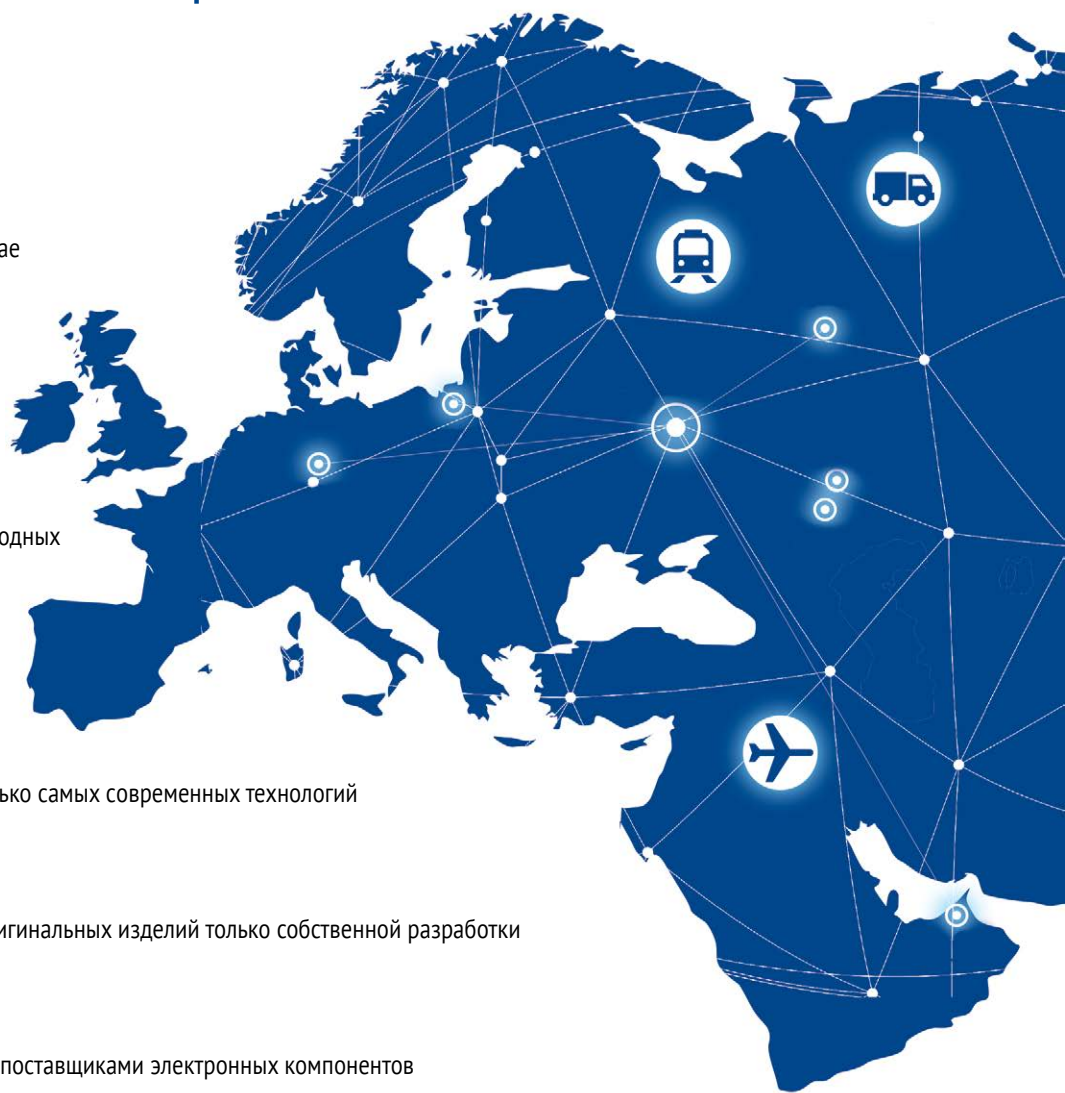 ае
одных
ько самых современных технологий
игинальных изделий только собственной разработки
поставщиками электронных компонентов